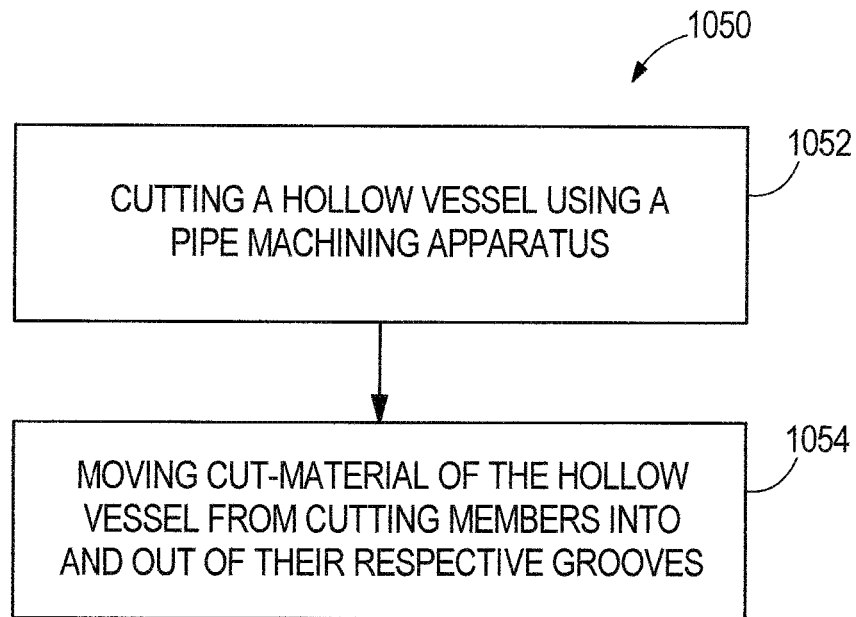 1050
1052
CUTTING A HOLLOW VESSEL USING A
PIPE MACHINING APPARATUS
1054
MOVING CUT-MATERIAL OF THE HOLLOW
VESSEL FROM CUTTING MEMBERS INTO
AND OUT OF THEIR RESPECTIVE GROOVES